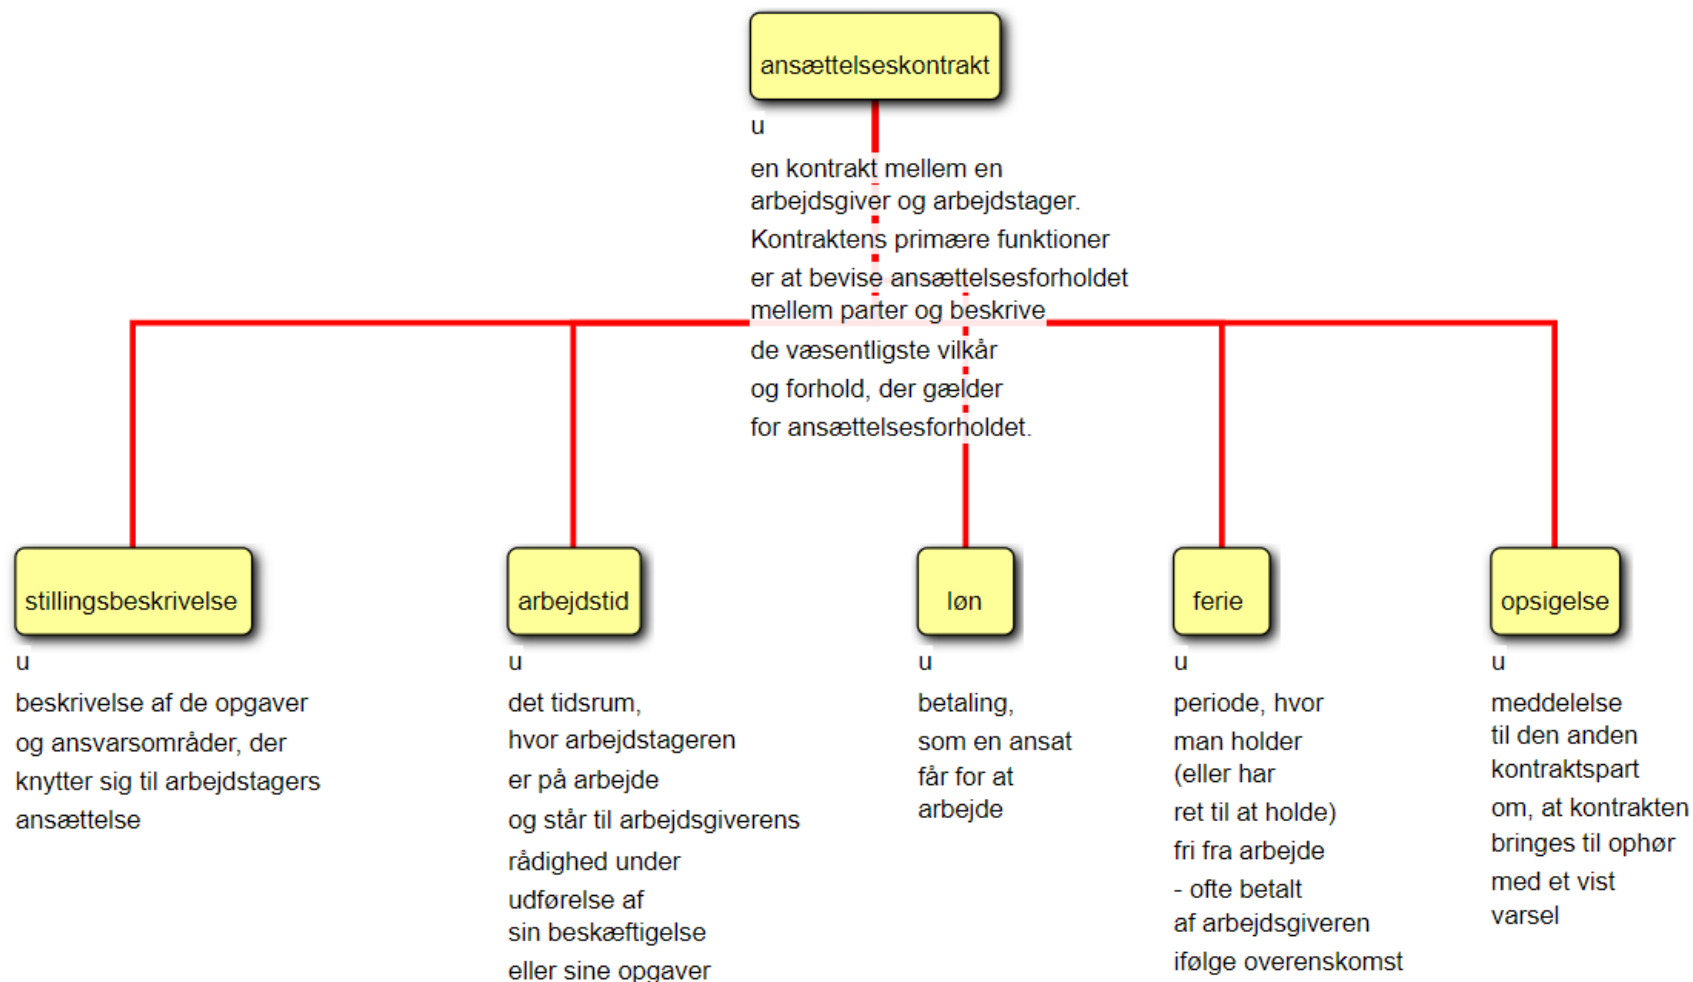 ansættelseskontrakt
u
en kontrakt mellem en
arbejdsgiver og arbejdstager.
Kontraktens primære funktioner
er at bevise ansættelsesforholdet
mellem parter og beskrive
de væsentligste vilkår
og forhold, der gælder
for ansættelsesforholdet.
stillingsbeskrivelse
u
beskrivelse af de opgaver
og ansvarsområder, der
knytter sig til arbejdstagers
ansættelse
arbejdstid
u
det tidsrum,
hvor arbejdstageren
er på arbejde
og står til arbejdsgiverens
rådighed under
udførelse af
sin beskæftigelse
eller sine opgaver
løn
u
betaling,
som en ansat
får for at
arbejde
ferie
u
periode, hvor
man holder
(eller har
ret til at holde)
fri fra arbejde
- ofte betalt
af arbejdsgiveren
ifølge overenskomst
opsigelse
u
meddelelse
til den anden
kontraktspart
om, at kontrakten
bringes til ophør
med et vist
varsel